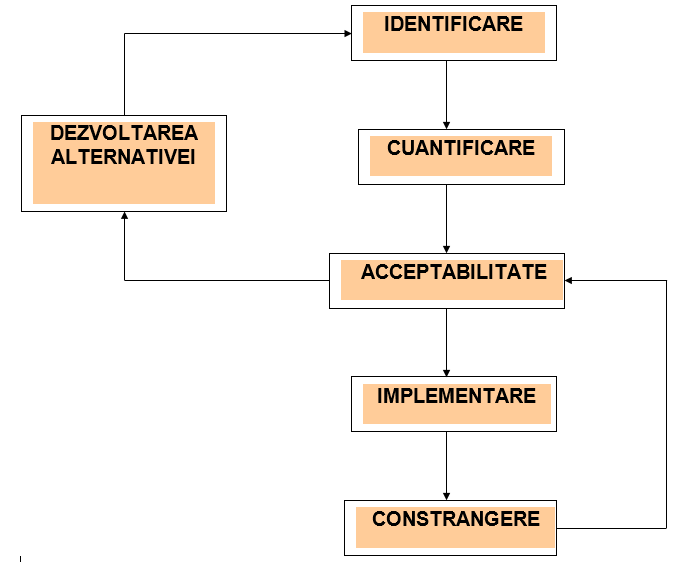 IDENTIFICARE
CUANTIFICARE
DEZVOLTAREA
ALTERNATIVEI
ACCEPTABILITATE
IMPLEMENTARE
CONSTRANGERE